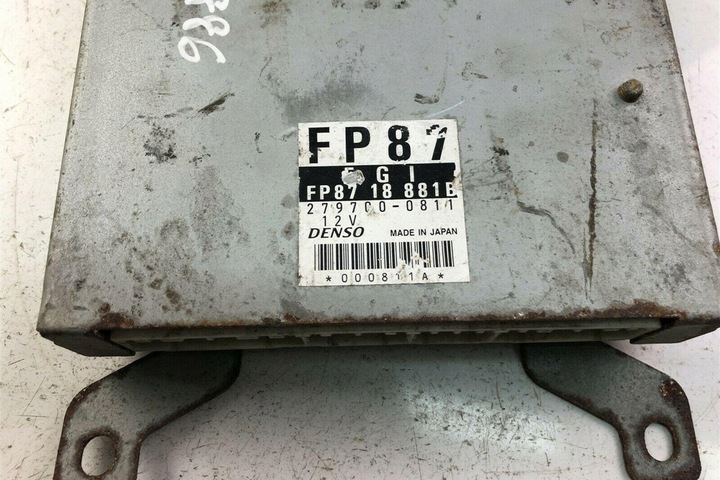 FP87
EGI
FP87 18 881B
279700-0811
12V
DENSO MADE IN JAPAN
*000811A*